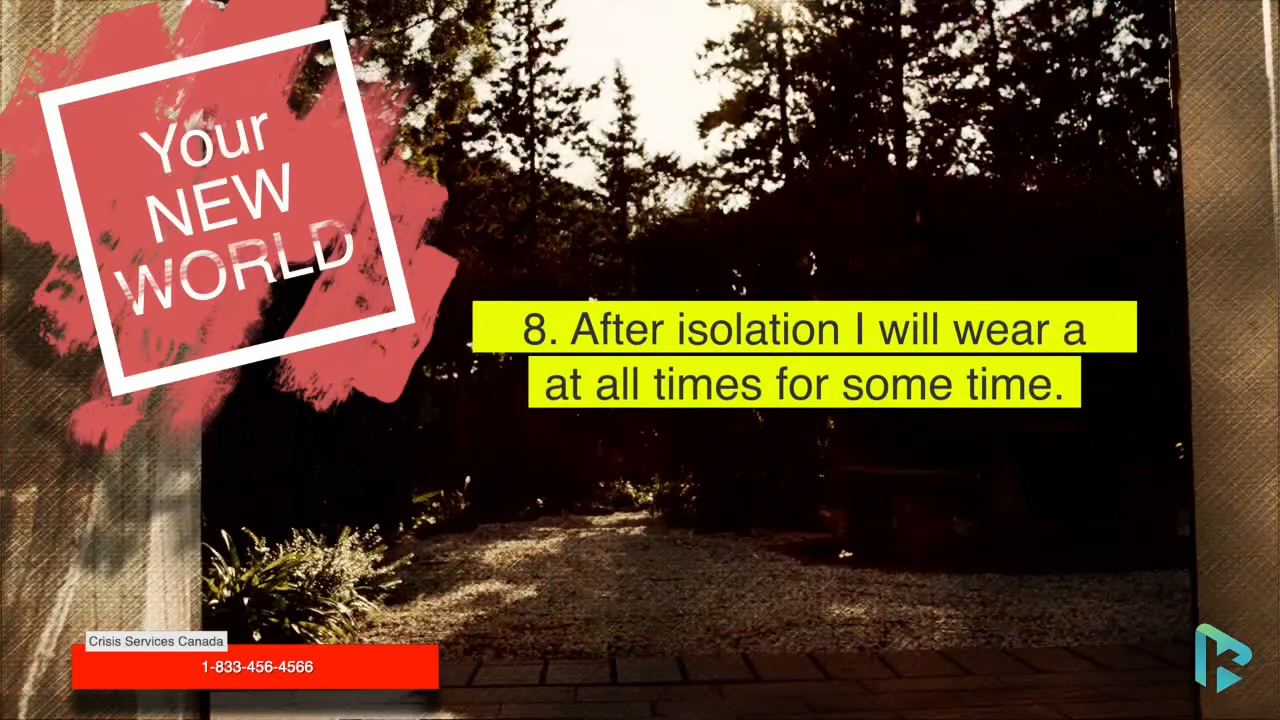 Your
NEW
WORLD
8. After isolation I will wear a
at all times for some time.
Crisis Services Canada
1-833-456-4566